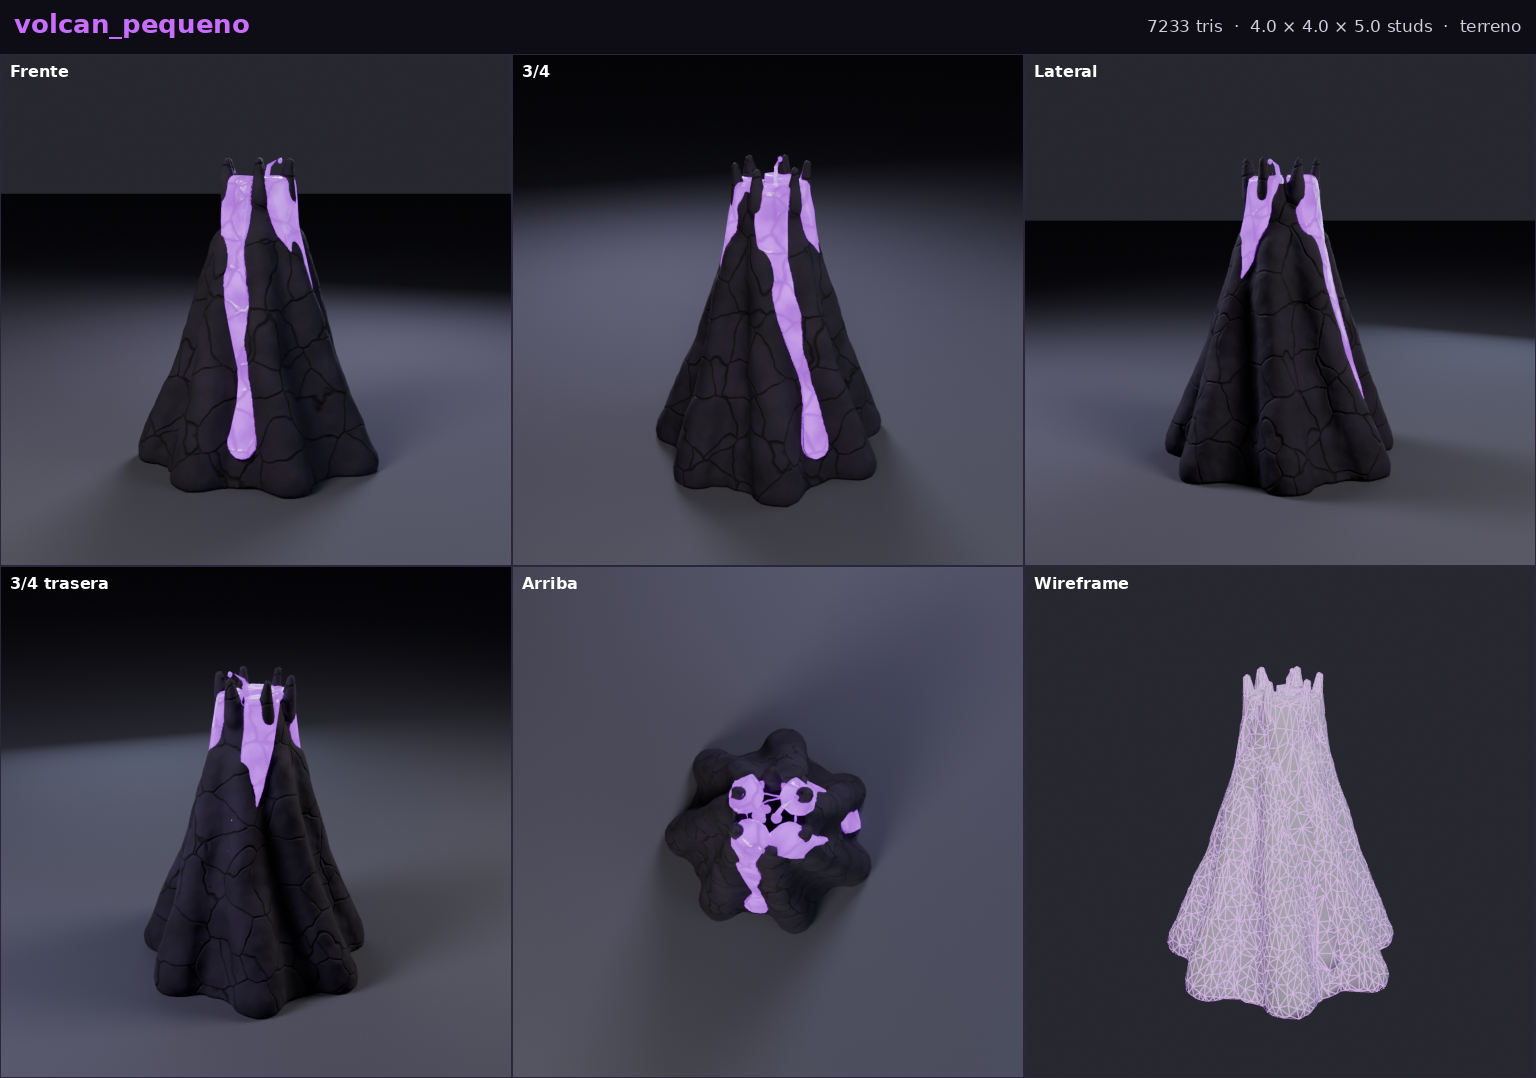 volcan_pequeno
7233 tris · 4.0 × 4.0 × 5.0 studs · terreno
Frente
3/4
Lateral
3/4 trasera
Arriba
Wireframe